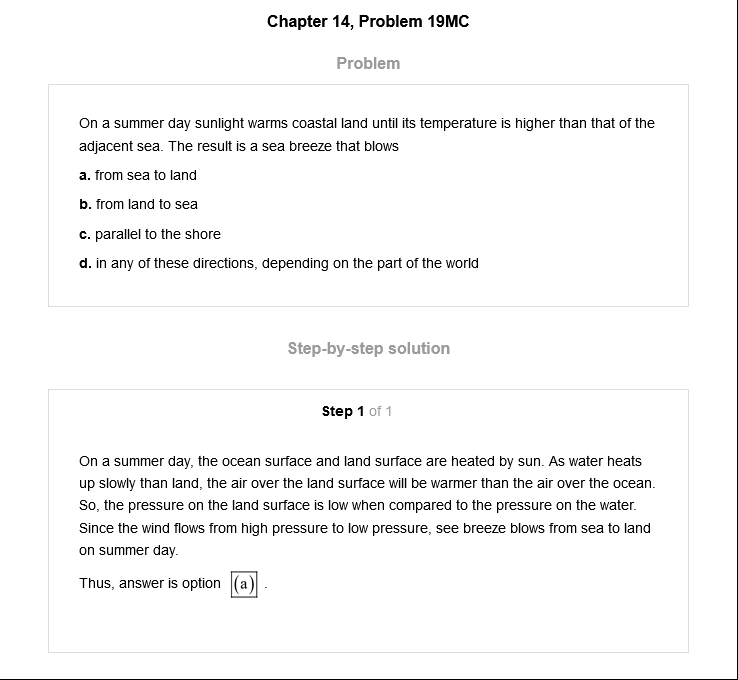 Chapter 14, Problem 19MC
Problem
On a summer day sunlight warms coastal land until its temperature is higher than that of the
adjacent sea. The result is a sea breeze that blows
a. from sea to land
b. from land to sea
c. parallel to the shore
d. in any of these directions, depending on the part of the world
Step-by-step solution
Step 1 of 1
On a summer day, the ocean surface and land surface are heated by sun. As water heats
up slowly than land, the air over the land surface will be warmer than the air over the ocean.
So, the pressure on the land surface is low when compared to the pressure on the water.
Since the wind flows from high pressure to low pressure, see breeze blows from sea to land
on summer day.
Thus, answer is option (a) .